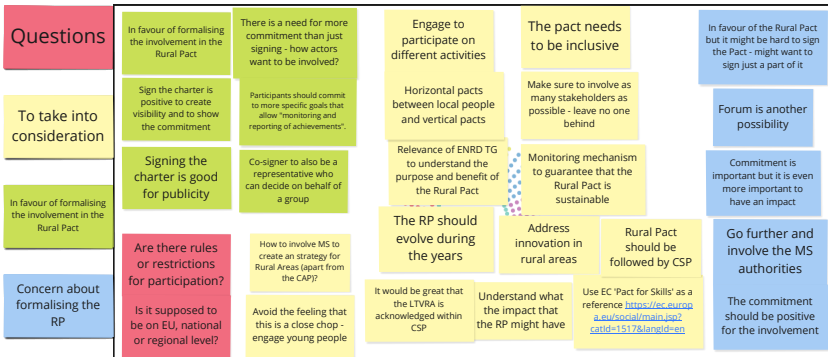 Questions
To take into
consideration
In favour of formalising
the involvement in the
Rural Pact
Concern about
formalising the
RP
In favour of formalising
the involvement in the
Rural Pact
There is a need for more
commitment than just
signing - how actors
want to be involved?
Sign the charter is
positive to create
visibility and to show
the commitment
Participants should commit
to more specific goals that
allow "monitoring and
reporting of achievements".
Signing the
charter is good
for publicity
Co-signer to also be a
representative who
can decide on behalf of
a group
Are there rules
or restrictions
for participation?
How to involve MS to
create an strategy for
Rural Areas (apart from
the CAP)?
Is it supposed to
be on EU, national
or regional level?
Avoid the feeling that
this is a close chop -
engage young people
Engage to
participate on
different activities
The pact needs
to be inclusive
Horizontal pacts
between local people
and vertical pacts
Make sure to involve as
many stakeholders as
possible - leave no one
behind
Relevance of ENRD TG
to understand the
purpose and benefit of
the Rural Pact
Monitoring mechanism
to guarantee that the
Rural Pact is
sustainable
The RP should
evolve during
the years
Address
innovation in
rural areas
Rural Pact
should be
followed by CSP
It would be great that
the LTVRA is
acknowledged within
CSP
Understand what
the impact that
the RP might have
Use EC 'Pact for Skills' as a
reference https://ec.europ
a.eu/social/main.jsp?
catId=1517&langId=en
In favour of the Rural Pact
but it might be hard to sign
the Pact - might want to
sign just a part of it
Forum is another
possibility
Commitment is
important but it is even
more important to
have an impact
Go further and
involve the MS
authorities
The commitment
should be positive
for the involvement